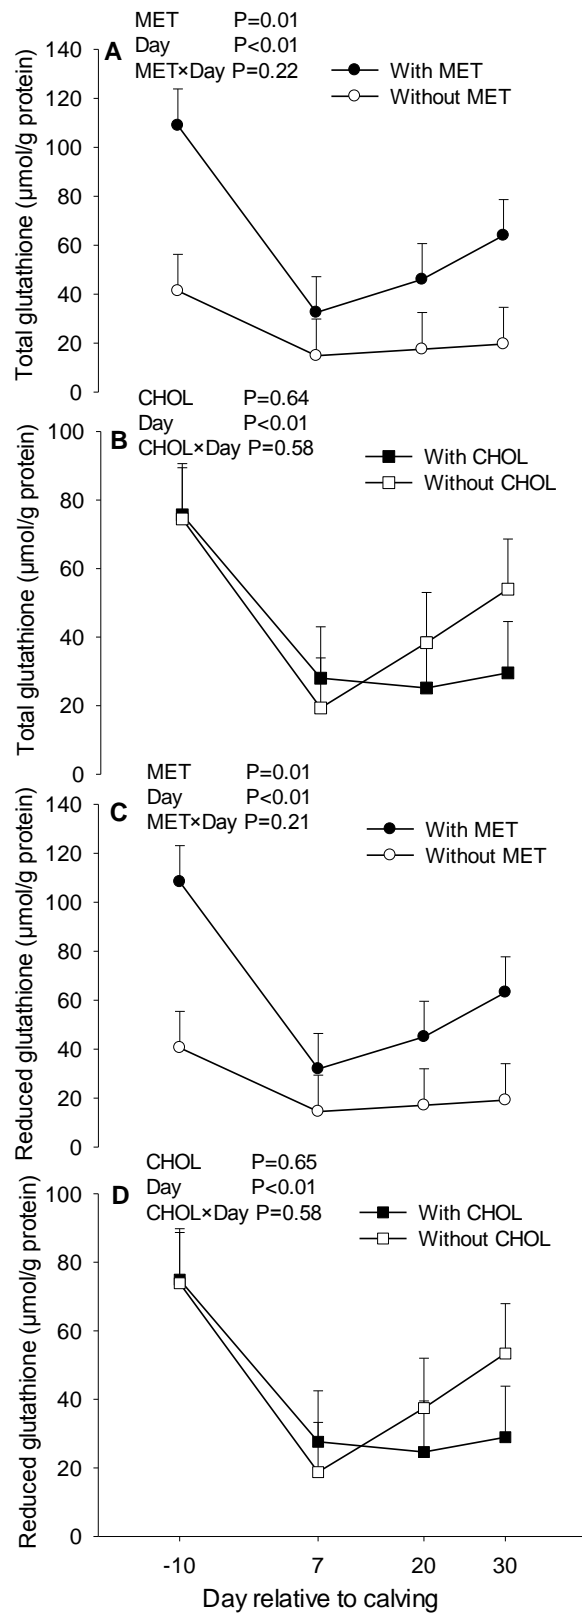 MET P=0.01
A Day P<0.01
MET×Day P=0.22
With MET
Without MET
Total glutathione (µmol/g protein)
140
120
100
80
60
40
20
0
CHOL P=0.64
Day P<0.01
B CHOL×Day P=0.58
With CHOL
Without CHOL
Total glutathione (µmol/g protein)
100
80
60
40
20
0
MET P=0.01
Day P<0.01
C MET×Day P=0.21
With MET
Without MET
Reduced glutathione (µmol/g protein)
140
120
100
80
60
40
20
0
CHOL P=0.65
Day P<0.01
D CHOL×Day P=0.58
With CHOL
Without CHOL
Reduced glutathione (µmol/g protein)
100
80
60
40
20
0
-10 7 20 30
Day relative to calving